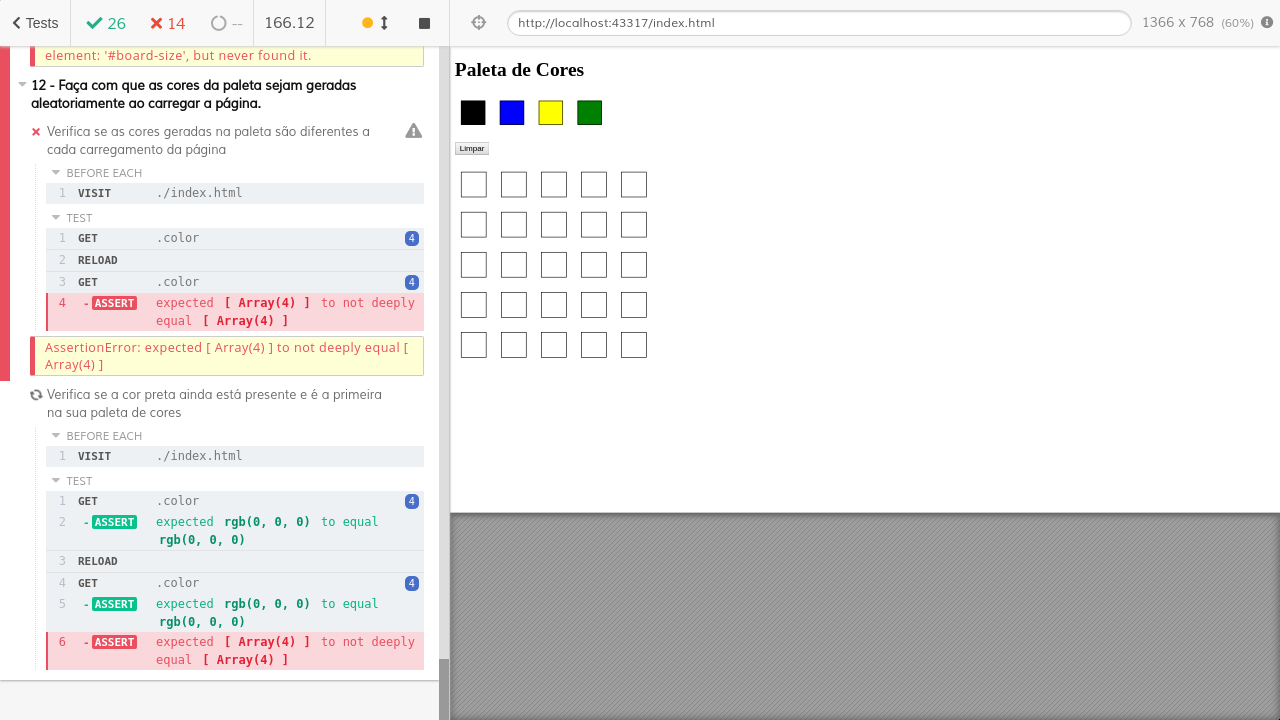 Tests 26 14 -- 166.12
http://localhost:43317/index.html 1366 x 768 (60%)
element: '#board-size', but never found it.
12 - Faça com que as cores da paleta sejam geradas
aleatoriamente ao carregar a página.
Verifica se as cores geradas na paleta são diferentes a
cada carregamento da página
BEFORE EACH
1 VISIT ./index.html
TEST
1 GET .color 4
2 RELOAD
3 GET .color 4
4 -ASSERT expected [ Array(4) ] to not deeply
equal [ Array(4) ]
AssertionError: expected [ Array(4) ] to not deeply equal [
Array(4) ]
Verifica se a cor preta ainda está presente e é a primeira
na sua paleta de cores
BEFORE EACH
1 VISIT ./index.html
TEST
1 GET .color 4
2 -ASSERT expected rgb(0, 0, 0) to equal
rgb(0, 0, 0)
3 RELOAD
4 GET .color 4
5 -ASSERT expected rgb(0, 0, 0) to equal
rgb(0, 0, 0)
6 -ASSERT expected [ Array(4) ] to not deeply
equal [ Array(4) ]
Paleta de Cores
Limpar